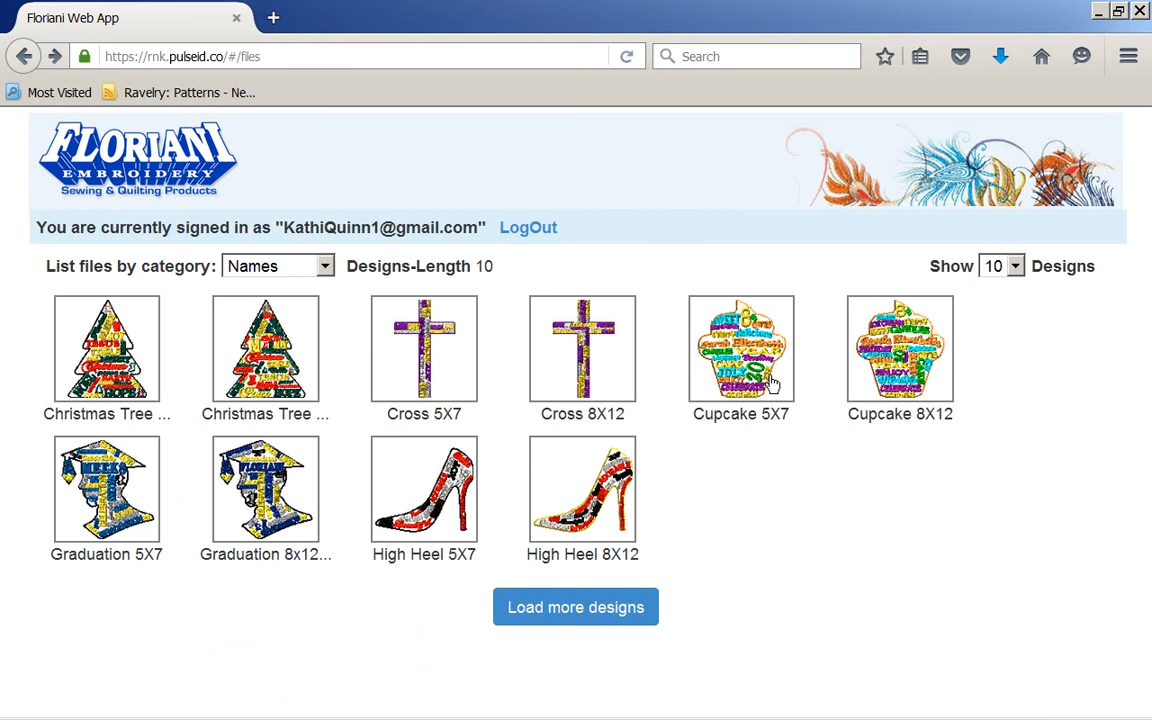 Floriani Web App
https://rnk.pulseid.co/#/files
Search
Most Visited
Ravelry: Patterns - Ne...
FLORIANI
EMBROIDERY
Sewing & Quilting Products
You are currently signed in as "KathiQuinn1@gmail.com" LogOut
List files by category: Names Designs-Length 10 Show 10 Designs
Christmas Tree ... Christmas Tree ... Cross 5X7 Cross 8X12 Cupcake 5X7 Cupcake 8X12
Graduation 5X7 Graduation 8x12... High Heel 5X7 High Heel 8X12
Load more designs